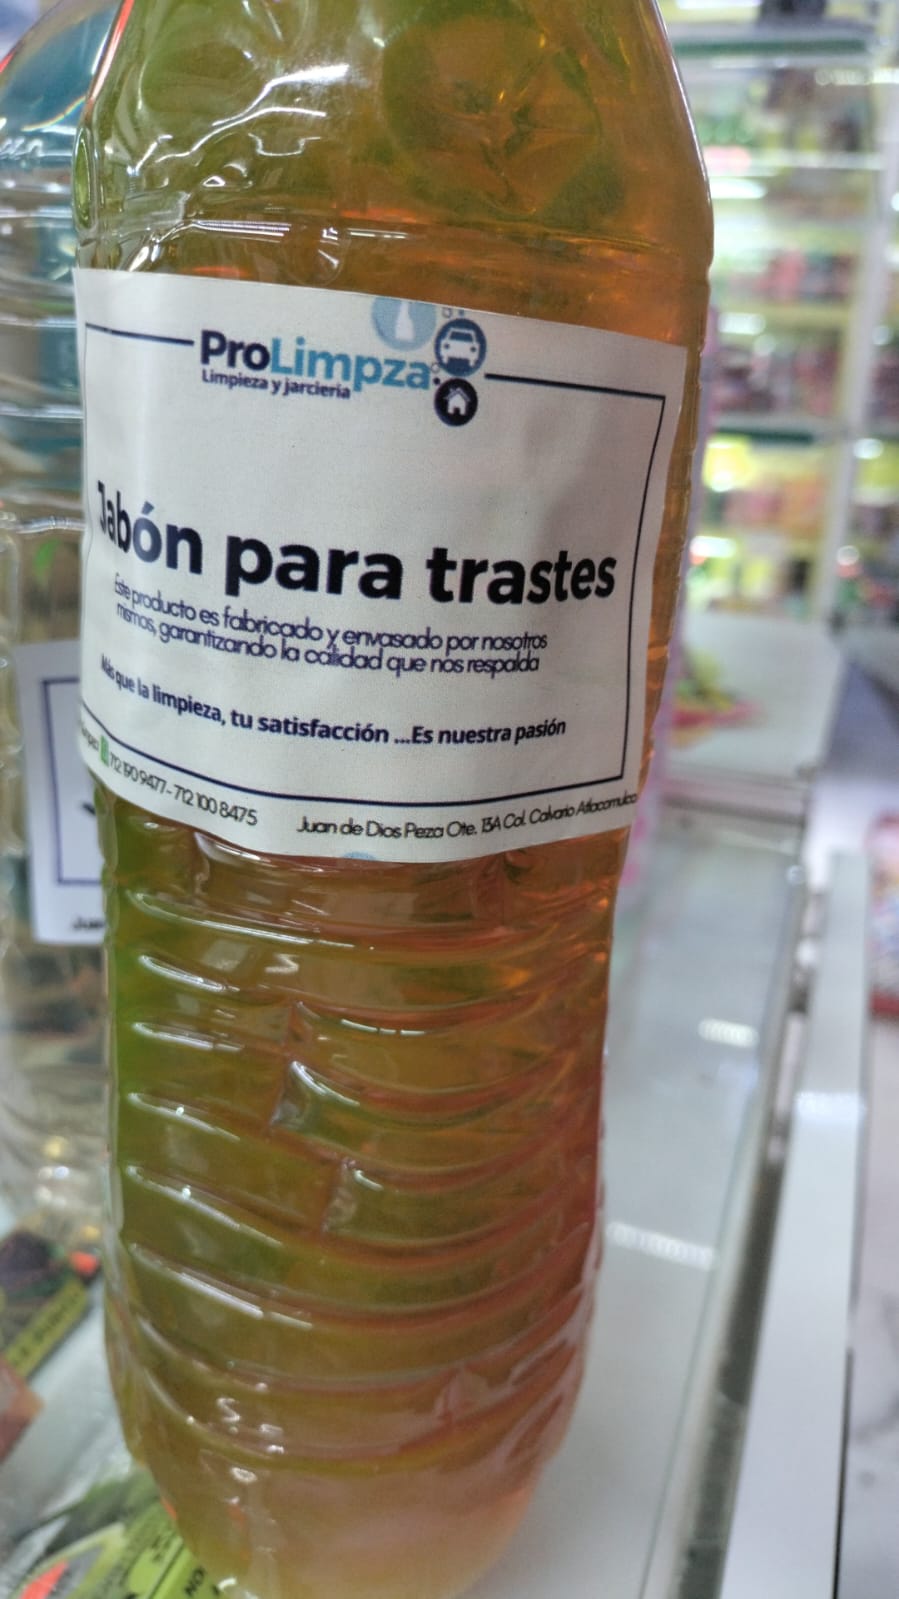 ProLimpza
Limpieza y jarciería
Jabón para trastes
Este producto es fabricado y envasado por nosotros
mismos, garantizando la calidad que nos respalda
Más que la limpieza, tu satisfacción ...Es nuestra pasión
712 190 9477 - 712 100 8475
Juan de Dios Peza Ote. 13A Col. Calvario Atlacomulco